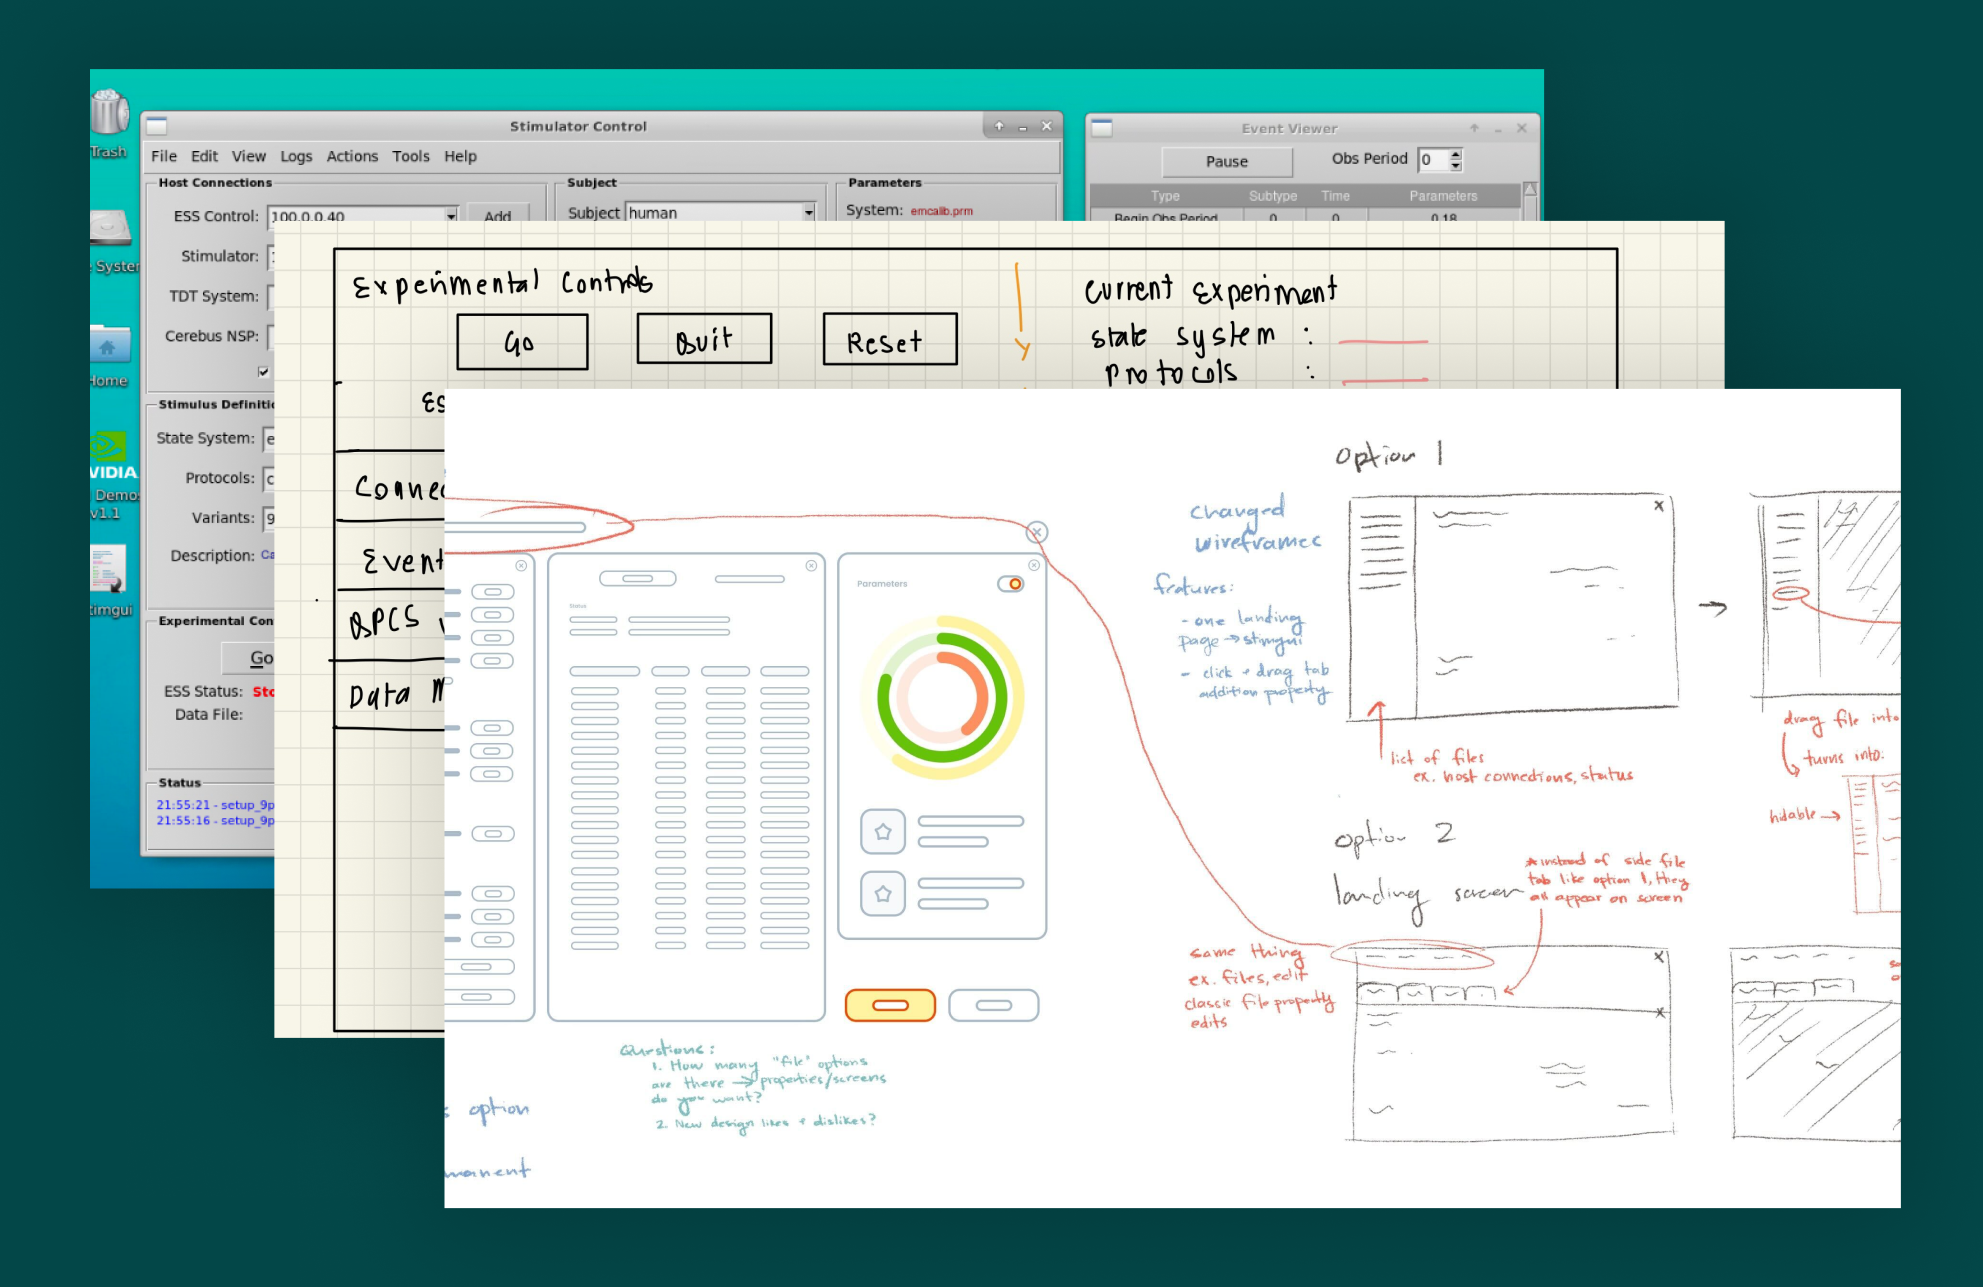 Trash
System
Home
NVIDIA
Demos
v1.1
stimgui
Stimulator Control
File Edit View Logs Actions Tools Help
Host Connections
ESS Control: 100.0.0.40 Add
Stimulator:
TDT System:
Cerebus NSP:
Stimulus Definiti
State System: e
Protocols: c
Variants: 9
Description: Ca
Experimental Con
Go
ESS Status: Sto
Data File:
Status
21:55:21 - setup_9p
21:55:16 - setup_9p
Subject
Subject human
Parameters
System: emcalib.prm
Event Viewer
Pause Obs Period 0
Type Subtype Time Parameters
Begin Obs Period 0 0 0.18
Experimental Controls
Go Quit Reset
Es
Connec
Event
QPCS
Data M
Current Experiment
state system :
Protocols :
Parameters
Status
Questions:
1. How many "file" options
are there → properties/screens
do you want?
2. New design likes + dislikes?
option
manent
changed
wireframes
features:
- one landing
page → stimgui
- click + drag tab
addition property
Option 1
list of files
ex. host connections, status
drag file into
turns into:
hidable →
option 2
landing screen
* instead of side file
tab like option 1, they
all appear on screen
same thing
ex. files, edit
classic file property
edits